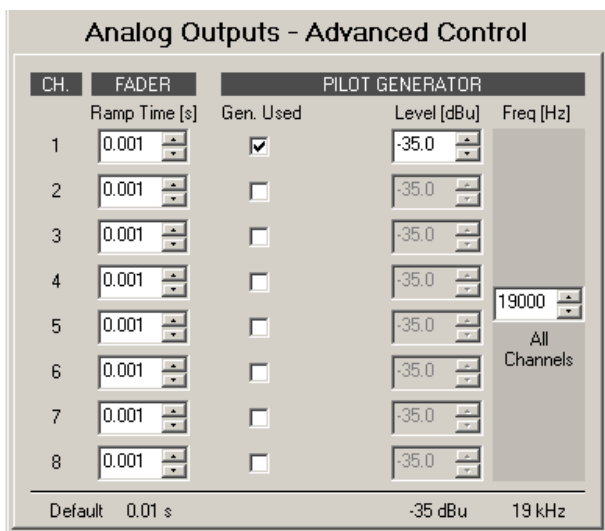 Analog Outputs - Advanced Control
CH. FADER PILOT GENERATOR
Ramp Time [s] Gen. Used Level [dBu] Freq [Hz]
1 0.001 -35.0
2 0.001 -35.0
3 0.001 -35.0
4 0.001 -35.0
19000
5 0.001 -35.0
All
Channels
6 0.001 -35.0
7 0.001 -35.0
8 0.001 -35.0
Default 0.01 s -35 dBu 19 kHz